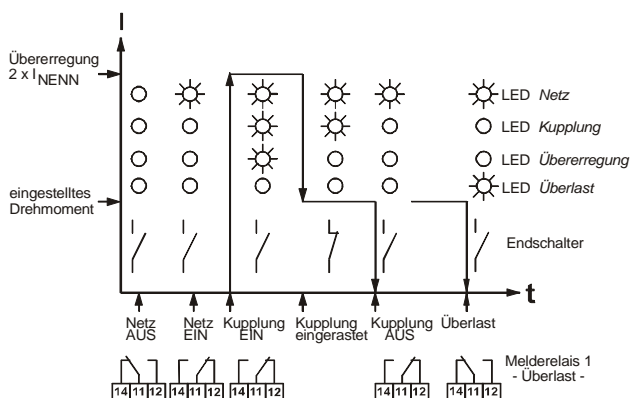 I
Übererregung
2 x I NENN
LED Netz
LED Kupplung
LED Übererregung
LED Überlast
eingestelltes
Drehmoment
Endschalter
t
Netz
AUS
Netz
EIN
Kupplung
EIN
Kupplung
eingerastet
Kupplung
AUS
Überlast
Melderelais 1
- Überlast -
14 11 12
14 11 12
14 11 12
14 11 12
14 11 12